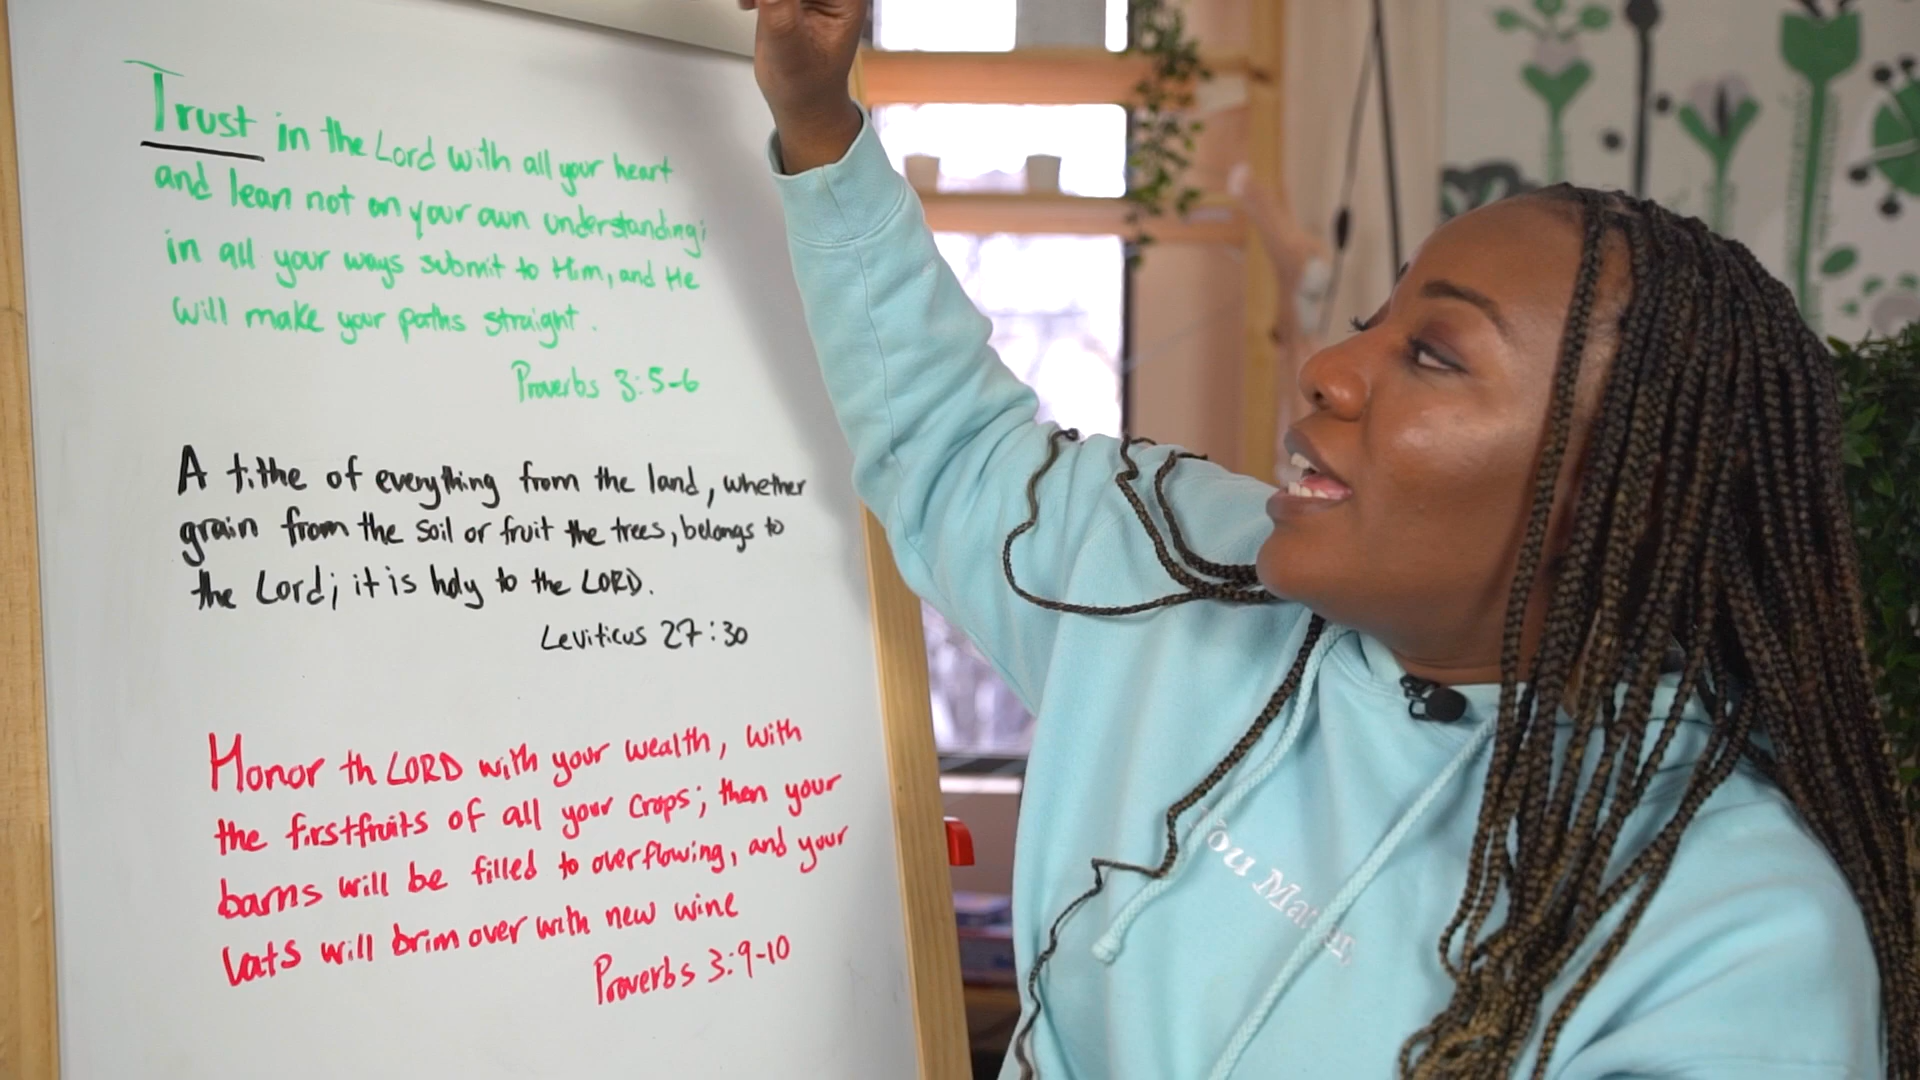 Trust in the Lord with all your heart
and lean not on your own understanding;
in all your ways submit to Him, and He
will make your paths straight.
Proverbs 3:5-6
A tithe of everything from the land, whether
grain from the soil or fruit the trees, belongs to
the Lord; it is holy to the LORD.
Leviticus 27:30
Honor th LORD with your wealth, with
the firstfruits of all your crops; then your
barns will be filled to overflowing, and your
vats will brim over with new wine
Proverbs 3:9-10
You Matter,